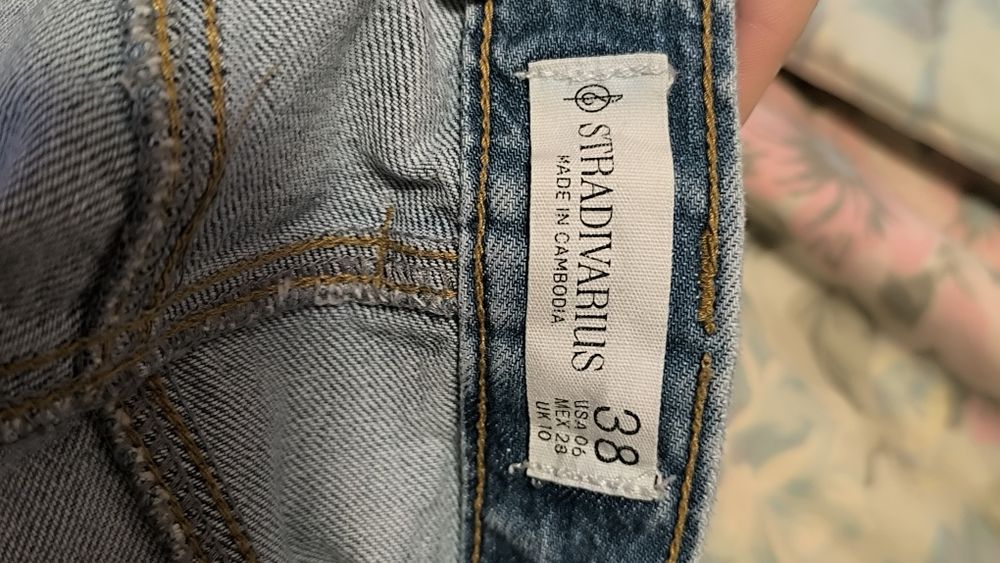 STRADIVARIUS
MADE IN CAMBODIA
38
USA 06
MEX 28
UK 10